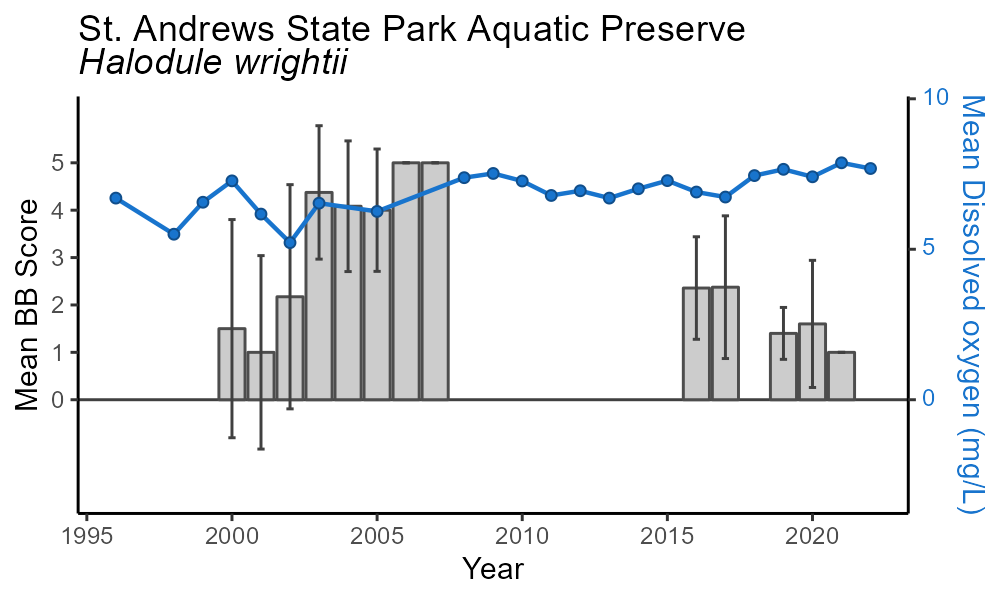 St. Andrews State Park Aquatic Preserve
Halodule wrightii
Mean BB Score
5
4
3
2
1
0
10
5
0
Mean Dissolved oxygen (mg/L)
1995 2000 2005 2010 2015 2020
Year